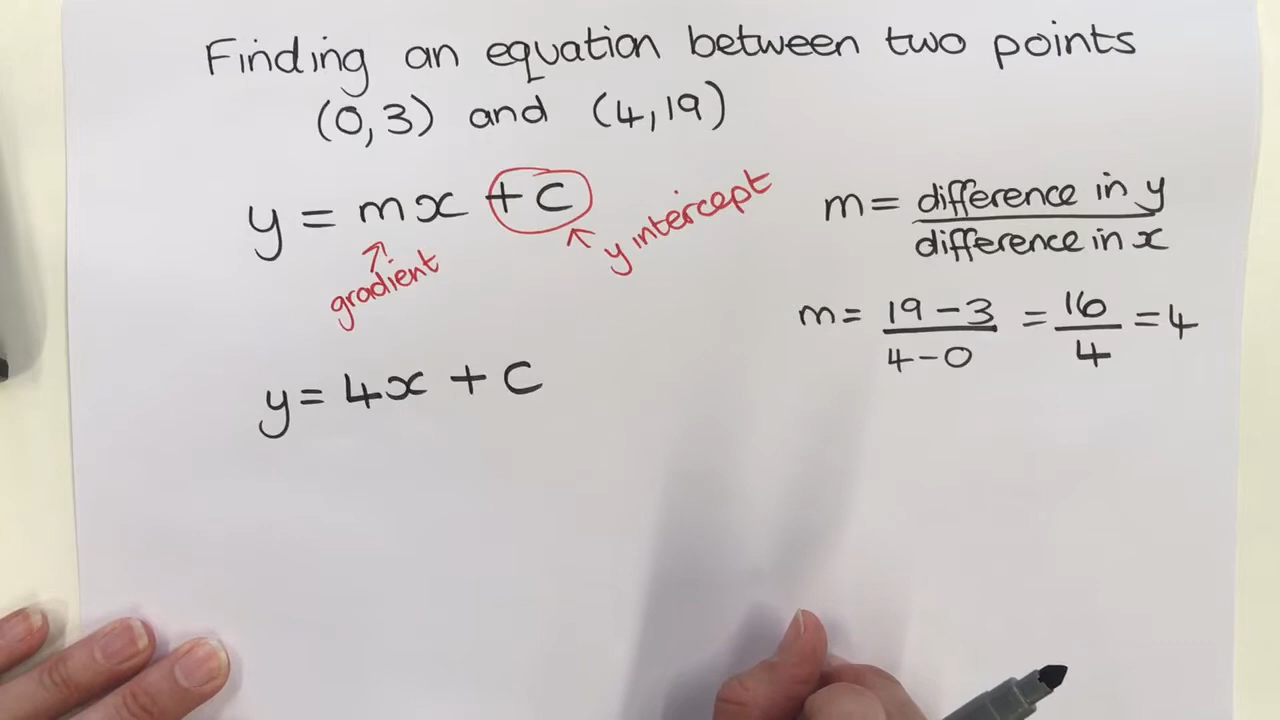 Finding an equation between two points
(0,3) and (4,19)
y = mx + c
gradient
y intercept
y = 4x + c
m = difference in y
difference in x
m = 19 - 3 = 16 = 4
4 - 0 4